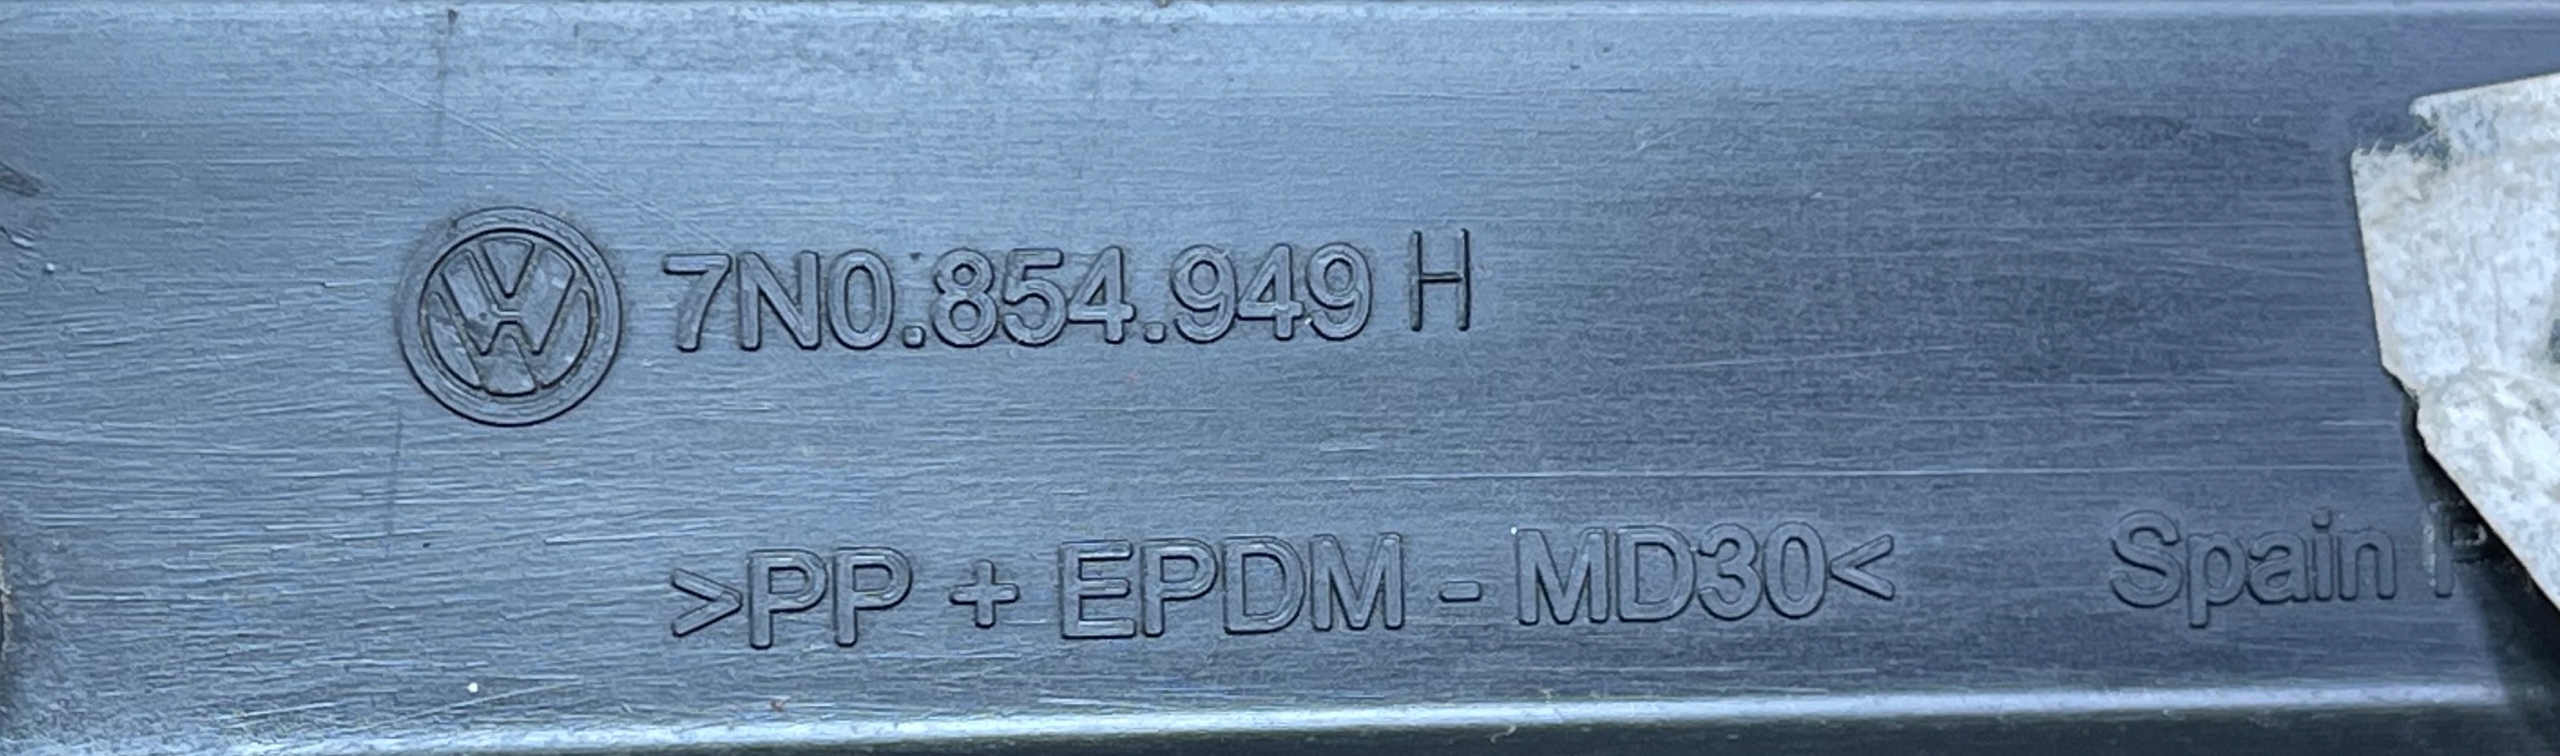 7N0.854.949 H
>PP + EPDM - MD30< Spain